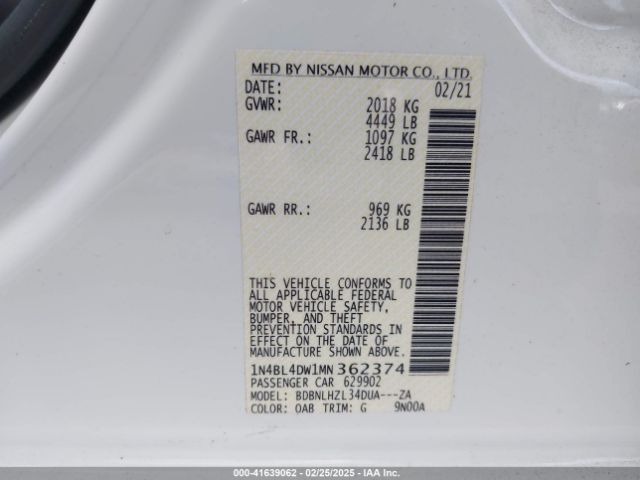 MFD BY NISSAN MOTOR CO., LTD.
DATE: 02/21
GVWR: 2018 KG
4449 LB
GAWR FR.: 1097 KG
2418 LB
GAWR RR.: 969 KG
2136 LB
THIS VEHICLE CONFORMS TO
ALL APPLICABLE FEDERAL
MOTOR VEHICLE SAFETY,
BUMPER, AND THEFT
PREVENTION STANDARDS IN
EFFECT ON THE DATE OF
MANUFACTURE SHOWN ABOVE.
1N4BL4DW1MN 362374
PASSENGER CAR 629902
MODEL: BDBNLHZL34DUA---ZA
COLOR: QAB TRIM: G 9N00A
000-41639062 - 02/25/2025 - IAA Inc.